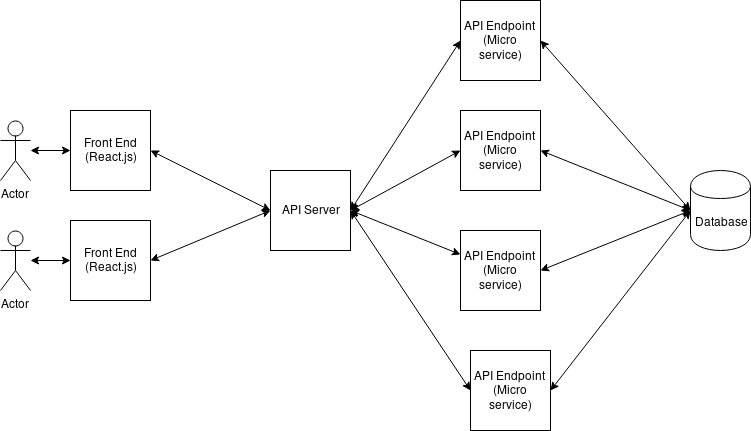 API Endpoint
(Micro
service)
API Endpoint
(Micro
service)
Front End
(React.js)
Actor
API Server
Database
Front End
(React.js)
API Endpoint
(Micro
service)
Actor
API Endpoint
(Micro
service)